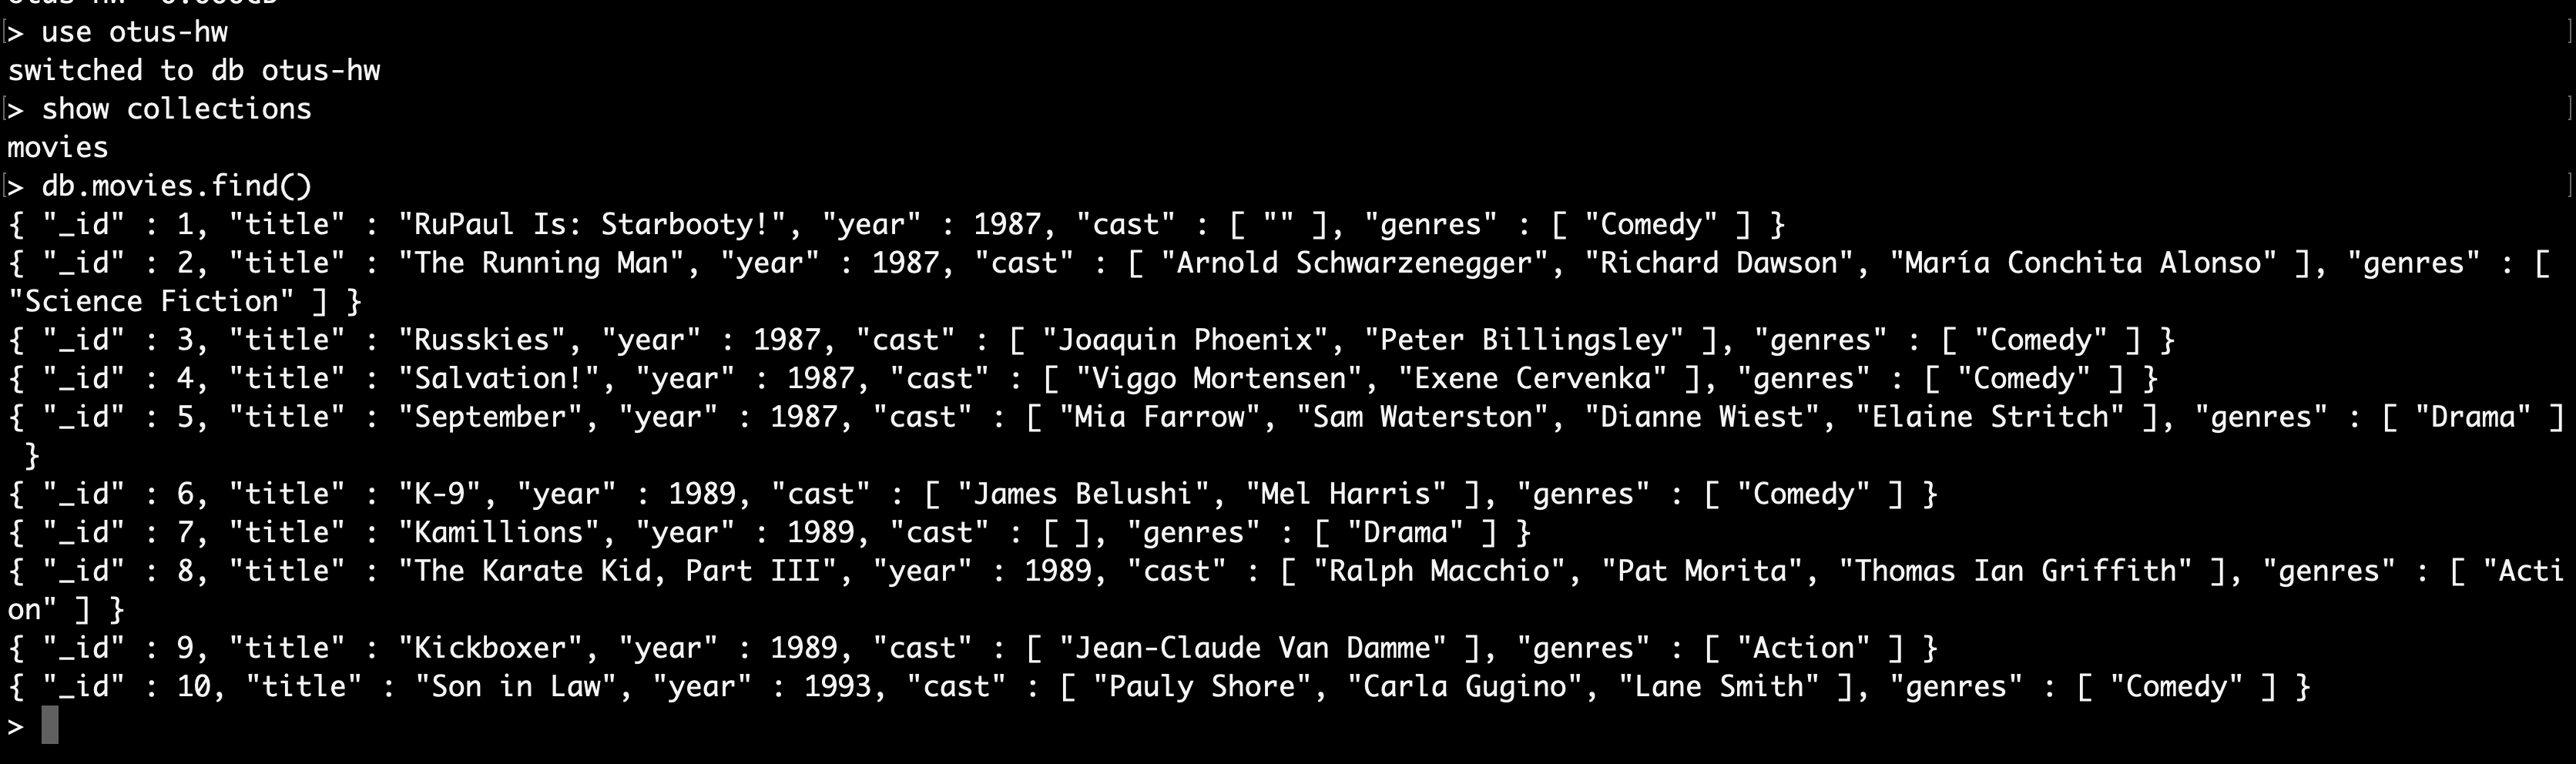 > use otus-hw
switched to db otus-hw
> show collections
movies
> db.movies.find()
{ "_id" : 1, "title" : "RuPaul Is: Starbooty!", "year" : 1987, "cast" : [ "" ], "genres" : [ "Comedy" ] }
{ "_id" : 2, "title" : "The Running Man", "year" : 1987, "cast" : [ "Arnold Schwarzenegger", "Richard Dawson", "María Conchita Alonso" ], "genres" : [
"Science Fiction" ] }
{ "_id" : 3, "title" : "Russkies", "year" : 1987, "cast" : [ "Joaquin Phoenix", "Peter Billingsley" ], "genres" : [ "Comedy" ] }
{ "_id" : 4, "title" : "Salvation!", "year" : 1987, "cast" : [ "Viggo Mortensen", "Exene Cervenka" ], "genres" : [ "Comedy" ] }
{ "_id" : 5, "title" : "September", "year" : 1987, "cast" : [ "Mia Farrow", "Sam Waterston", "Dianne Wiest", "Elaine Stritch" ], "genres" : [ "Drama" ]
 }
{ "_id" : 6, "title" : "K-9", "year" : 1989, "cast" : [ "James Belushi", "Mel Harris" ], "genres" : [ "Comedy" ] }
{ "_id" : 7, "title" : "Kamillions", "year" : 1989, "cast" : [ ], "genres" : [ "Drama" ] }
{ "_id" : 8, "title" : "The Karate Kid, Part III", "year" : 1989, "cast" : [ "Ralph Macchio", "Pat Morita", "Thomas Ian Griffith" ], "genres" : [ "Acti
on" ] }
{ "_id" : 9, "title" : "Kickboxer", "year" : 1989, "cast" : [ "Jean-Claude Van Damme" ], "genres" : [ "Action" ] }
{ "_id" : 10, "title" : "Son in Law", "year" : 1993, "cast" : [ "Pauly Shore", "Carla Gugino", "Lane Smith" ], "genres" : [ "Comedy" ] }
>